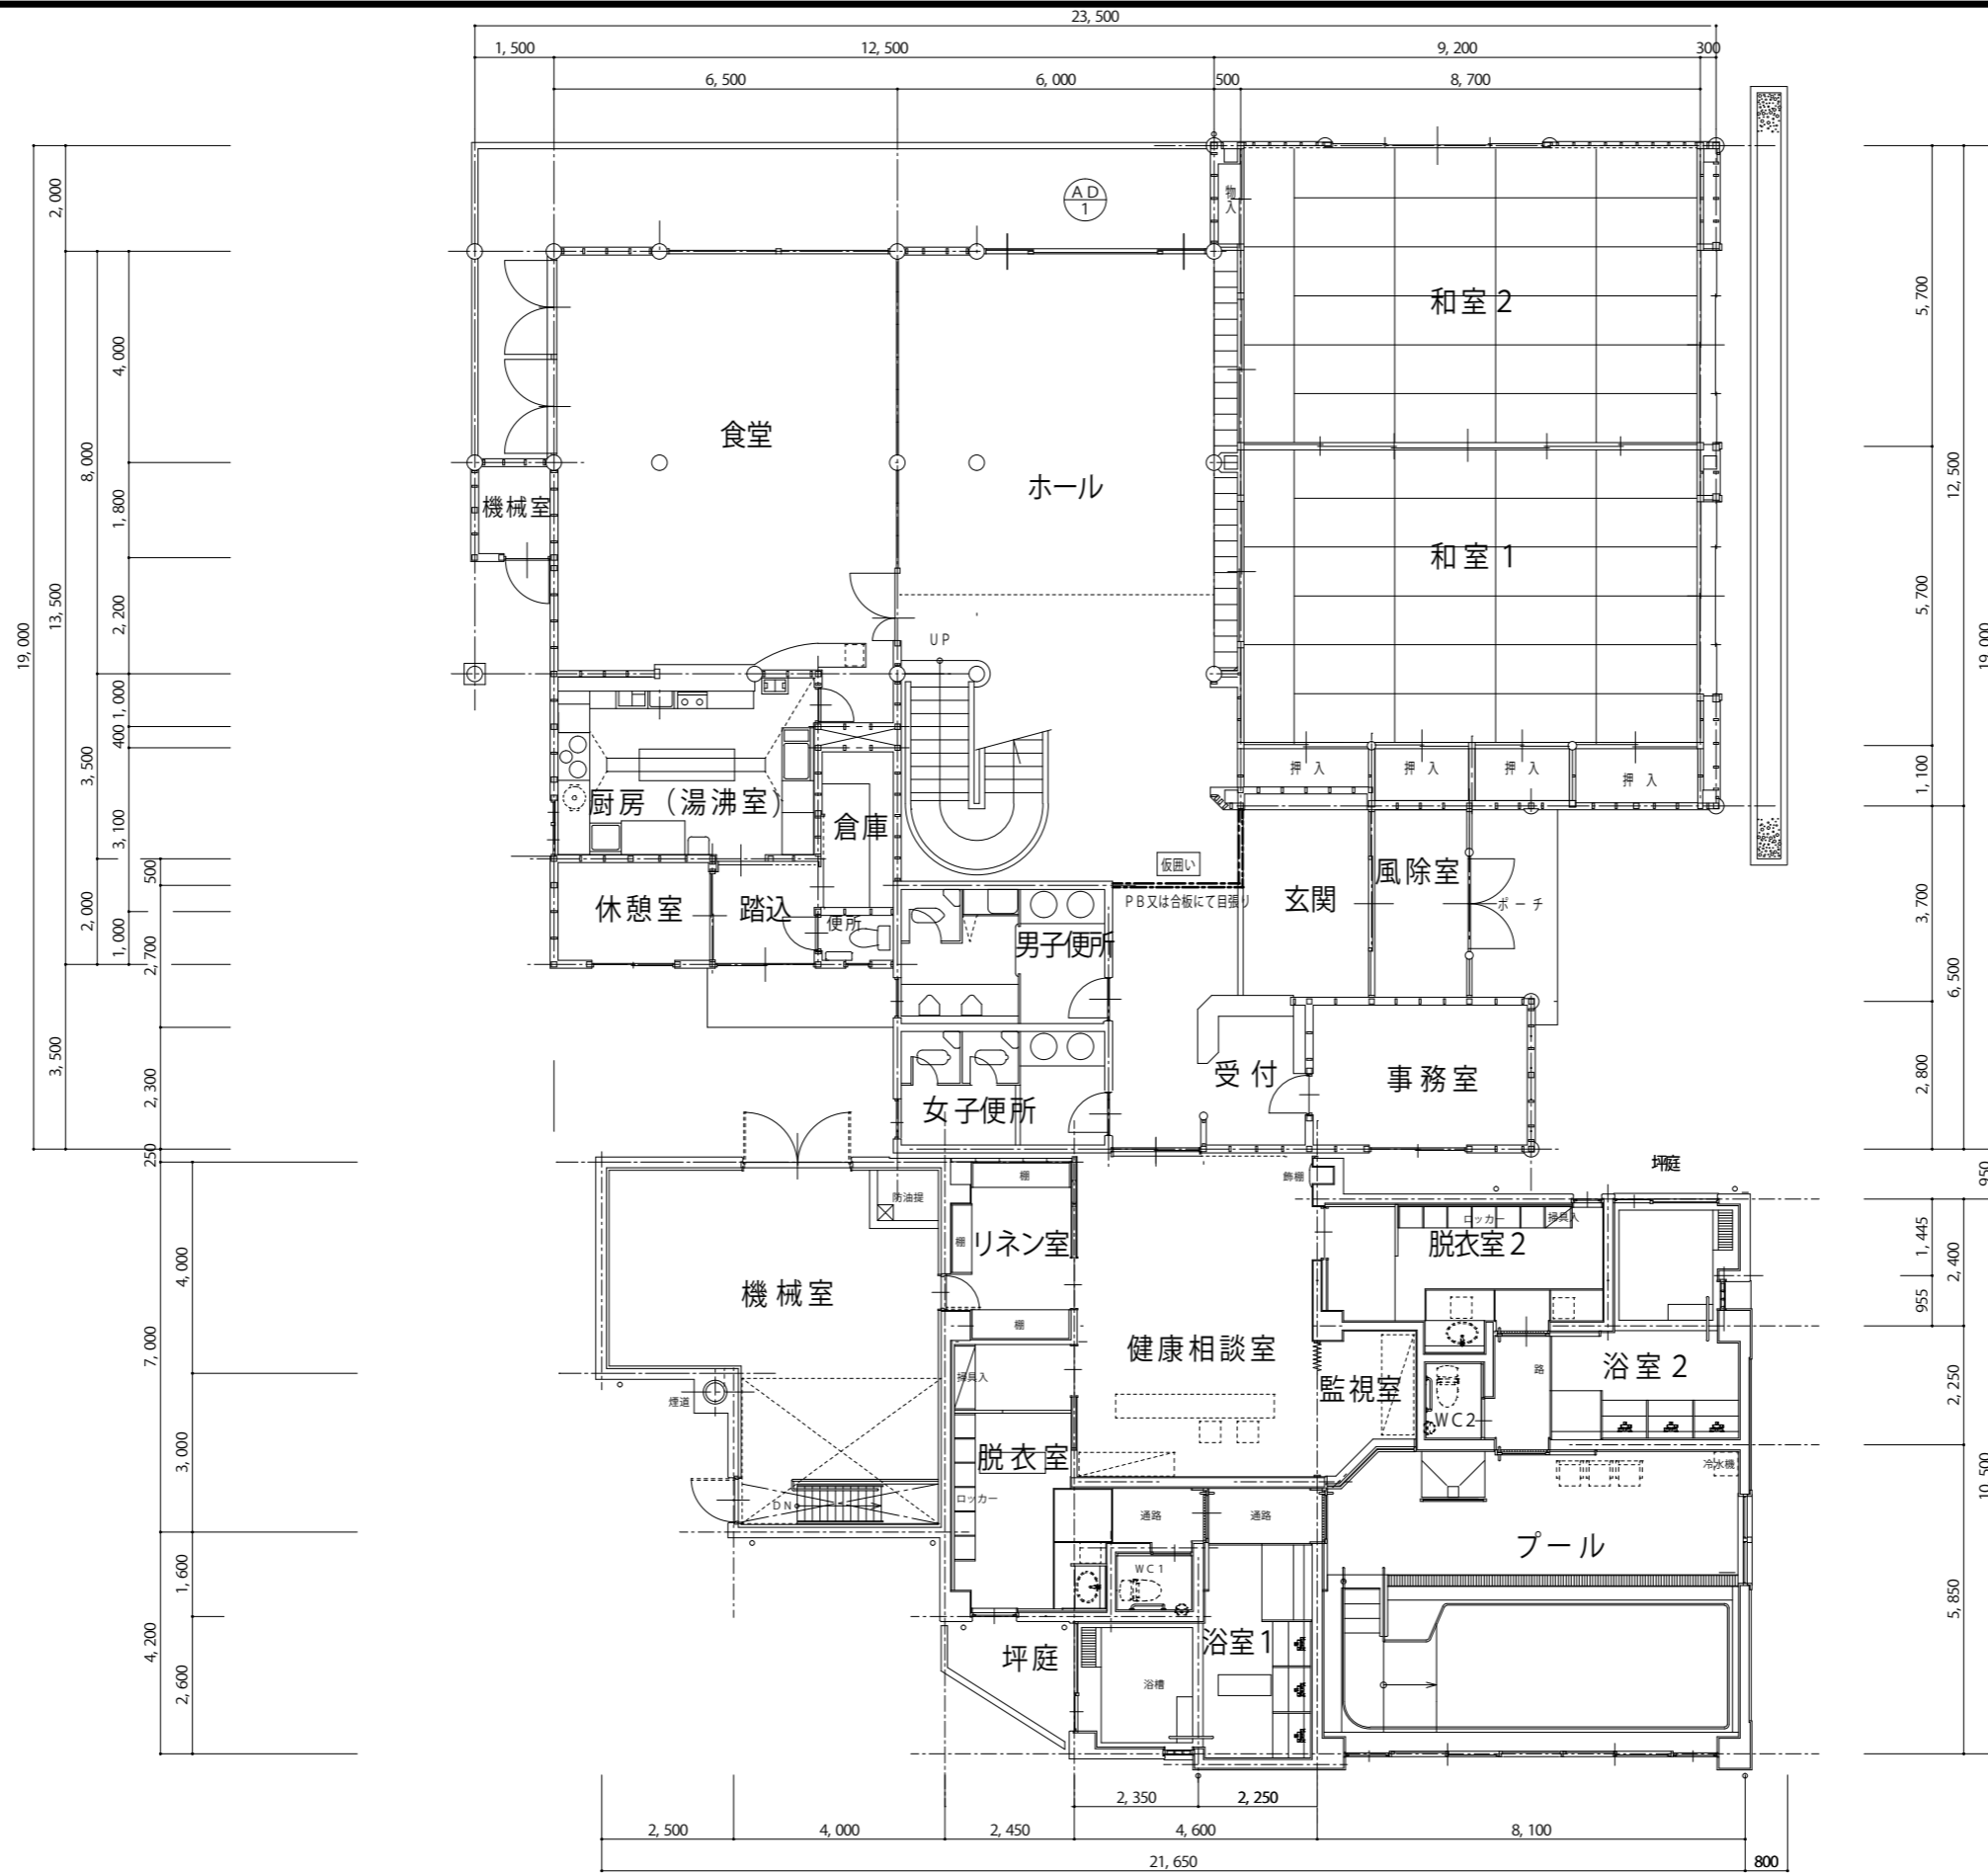 23,500
1,500
12,500
9,200
300
6,500
6,000
500
8,700
AD
1
物入
和室2
食堂
ホール
機械室
和室1
UP
押入
押入
押入
押入
厨房（湯沸室）
倉庫
仮囲い
PB又は合板にて目張り
玄関
風除室
ポーチ
休憩室
踏込
便所
男子便所
受付
事務室
女子便所
坪庭
飾棚
防油提
棚
棚
リネン室
ロッカー
掃具入
脱衣室2
機械室
棚
健康相談室
監視室
路
浴室2
掃具入
煙道
WC2
脱衣室
冷水機
DN
ロッカー
通路
通路
プール
WC1
浴室1
坪庭
浴槽
19,000
2,000
13,500
3,500
8,000
3,500
2,000
4,000
1,800
2,200
1,000
400
3,100
1,000
500
2,700
2,300
250
7,000
4,200
4,000
3,000
1,600
2,600
5,700
5,700
1,100
3,700
2,800
12,500
6,500
19,000
950
1,445
955
2,400
2,250
5,850
10,500
2,350
2,250
2,500
4,000
2,450
4,600
8,100
21,650
800